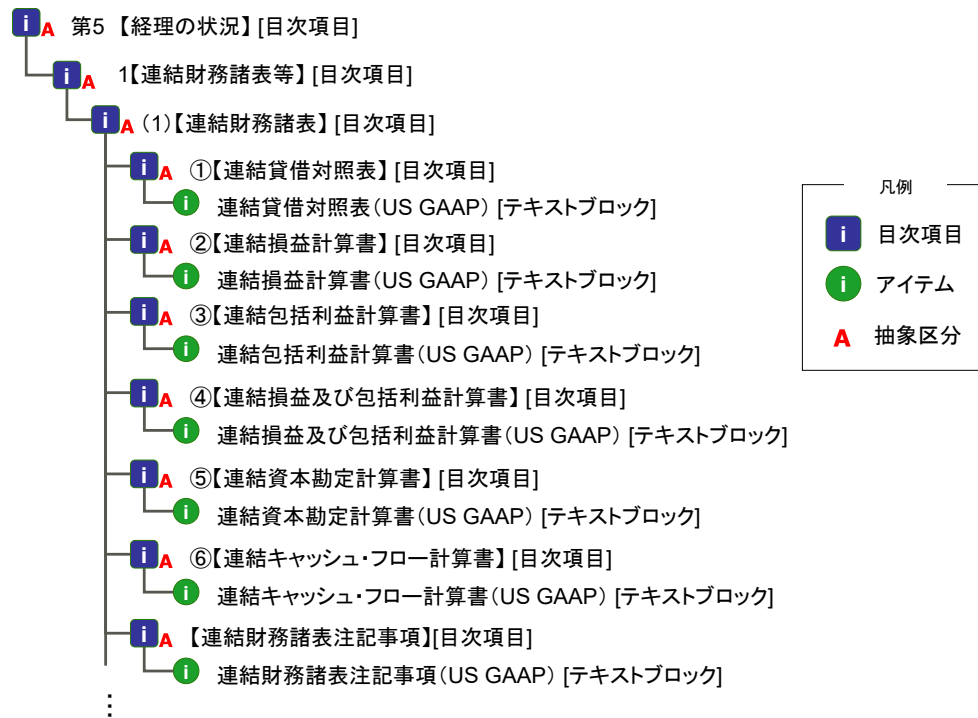 i A 第5 【経理の状況】 [目次項目]
i A 1【連結財務諸表等】 [目次項目]
i A (1)【連結財務諸表】 [目次項目]
i A ①【連結貸借対照表】 [目次項目]
i 連結貸借対照表(US GAAP) [テキストブロック]
i A ②【連結損益計算書】 [目次項目]
i 連結損益計算書(US GAAP) [テキストブロック]
i A ③【連結包括利益計算書】 [目次項目]
i 連結包括利益計算書(US GAAP) [テキストブロック]
i A ④【連結損益及び包括利益計算書】 [目次項目]
i 連結損益及び包括利益計算書(US GAAP) [テキストブロック]
i A ⑤【連結資本勘定計算書】 [目次項目]
i 連結資本勘定計算書(US GAAP) [テキストブロック]
i A ⑥【連結キャッシュ・フロー計算書】 [目次項目]
i 連結キャッシュ・フロー計算書(US GAAP) [テキストブロック]
i A 【連結財務諸表注記事項】[目次項目]
i 連結財務諸表注記事項(US GAAP) [テキストブロック]
⋮
凡例
i 目次項目
i アイテム
A 抽象区分